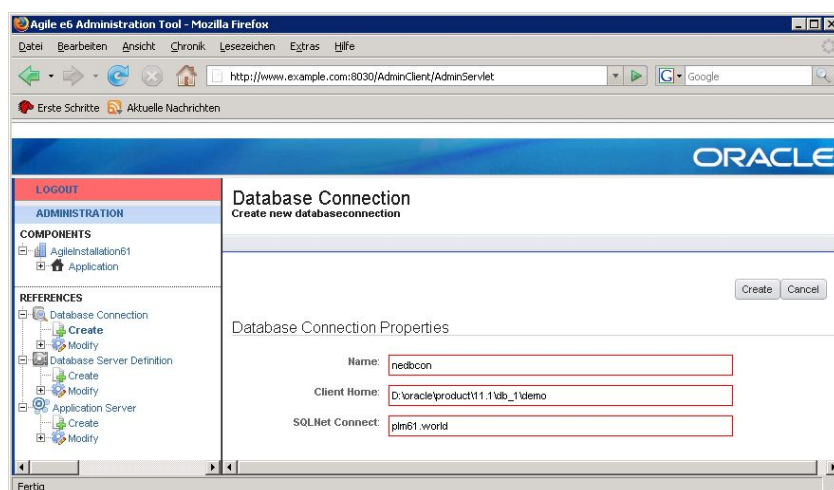 Agile e6 Administration Tool - Mozilla Firefox
Datei Bearbeiten Ansicht Chronik Lesezeichen Extras Hilfe
http://www.example.com:8030/AdminClient/AdminServlet
G Google
Erste Schritte Aktuelle Nachrichten
ORACLE
LOGOUT
ADMINISTRATION
COMPONENTS
AgileInstallation61
Application
REFERENCES
Database Connection
Create
Modify
Database Server Definition
Create
Modify
Application Server
Create
Modify
Database Connection
Create new databaseconnection
Create Cancel
Database Connection Properties
Name: nedbcon
Client Home: D:\oracle\product\11.1\db_1\demo
SQLNet Connect: plm61.world
Fertig